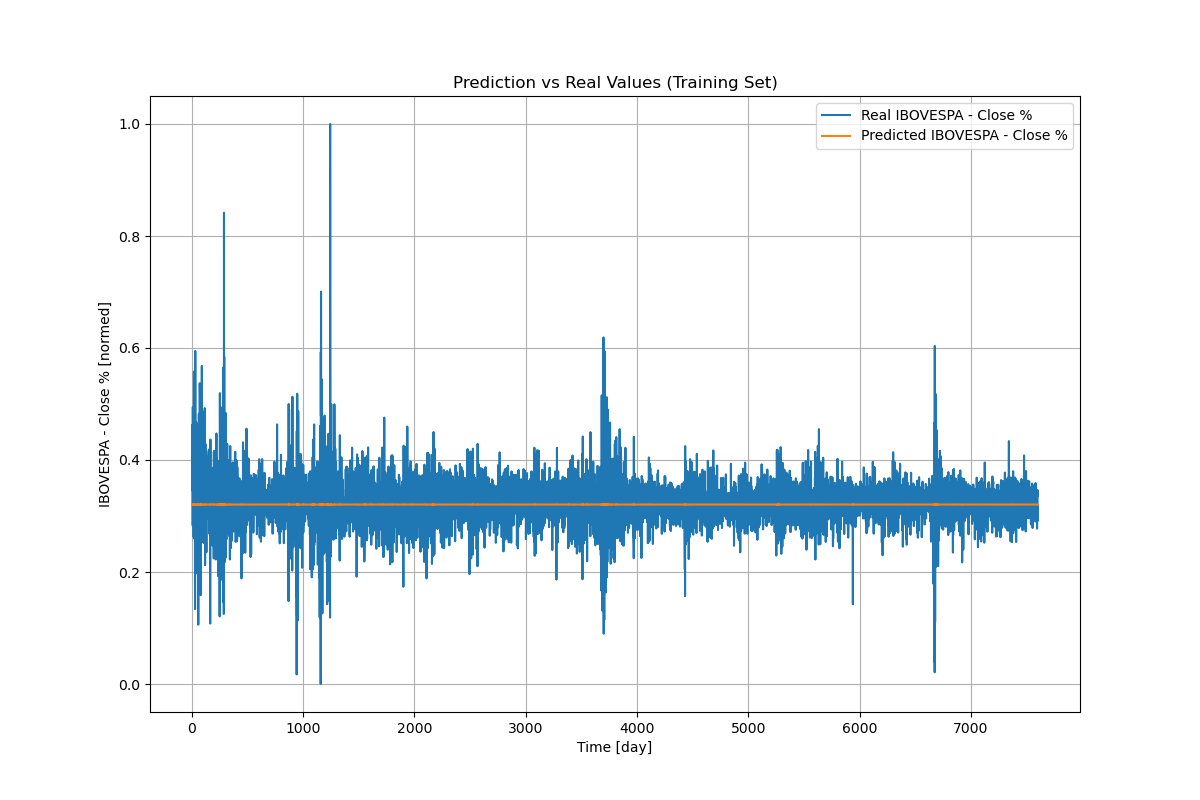 Prediction vs Real Values (Training Set)
Real IBOVESPA - Close %
Predicted IBOVESPA - Close %
IBOVESPA - Close % [normed]
1.0
0.8
0.6
0.4
0.2
0.0
0 1000 2000 3000 4000 5000 6000 7000
Time [day]